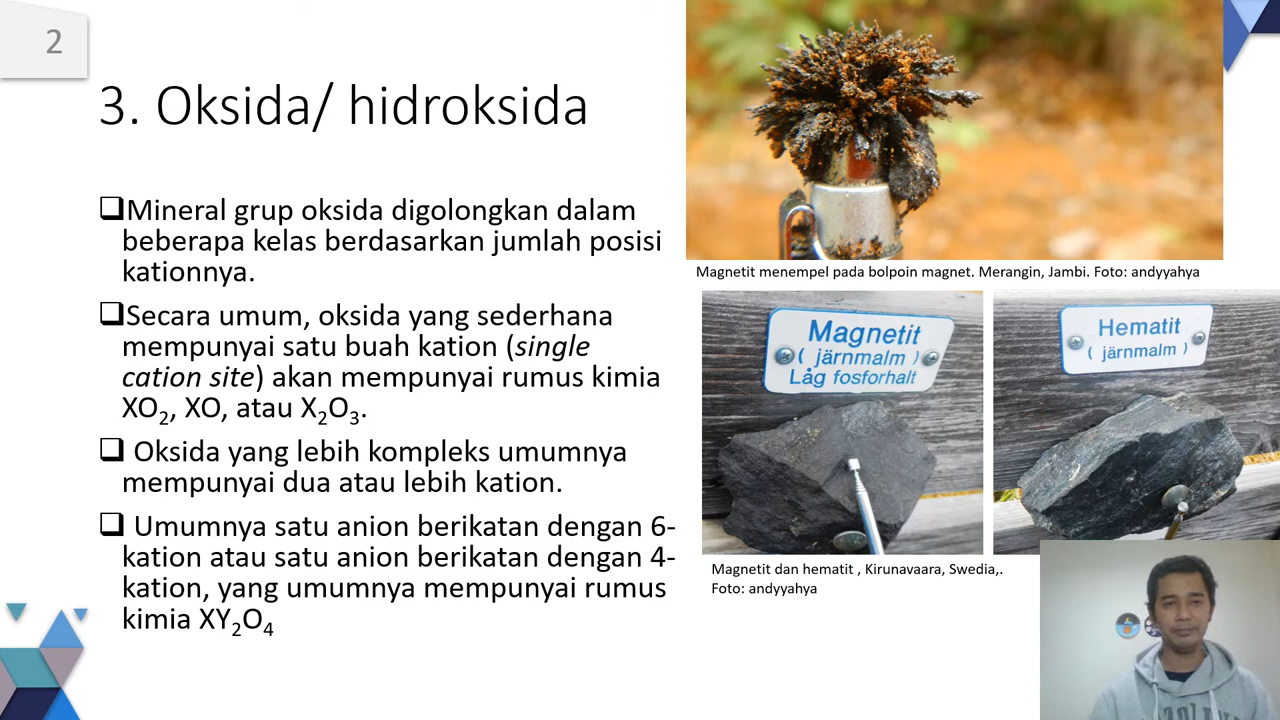 2
3. Oksida/ hidroksida
❑Mineral grup oksida digolongkan dalam
beberapa kelas berdasarkan jumlah posisi
kationnya.
❑Secara umum, oksida yang sederhana
mempunyai satu buah kation (single
cation site) akan mempunyai rumus kimia
XO₂, XO, atau X₂O₃.
❑ Oksida yang lebih kompleks umumnya
mempunyai dua atau lebih kation.
❑ Umumnya satu anion berikatan dengan 6-
kation atau satu anion berikatan dengan 4-
kation, yang umumnya mempunyai rumus
kimia XY₂O₄
Magnetit menempel pada bolpoin magnet. Merangin, Jambi. Foto: andyyahya
Magnetit
( järnmalm )
Låg fosforhalt
Hematit
( järnmalm )
Magnetit dan hematit , Kirunavaara, Swedia,.
Foto: andyyahya